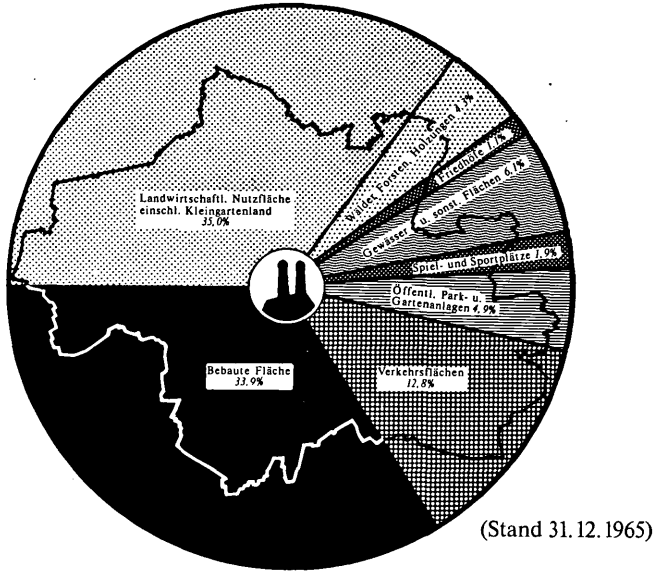 Landwirtschaftl. Nutzfläche
einschl. Kleingartenland
35,0%
Wälder, Forsten, Holzungen 4,3%
Friedhöfe 1,1%
Gewässer u. sonst. Flächen 6,1%
Spiel- und Sportplätze 1,9%
Öffentl. Park- u.
Gartenanlagen 4,9%
Verkehrsflächen
12,8%
Bebaute Fläche
33,9%
(Stand 31.12.1965)